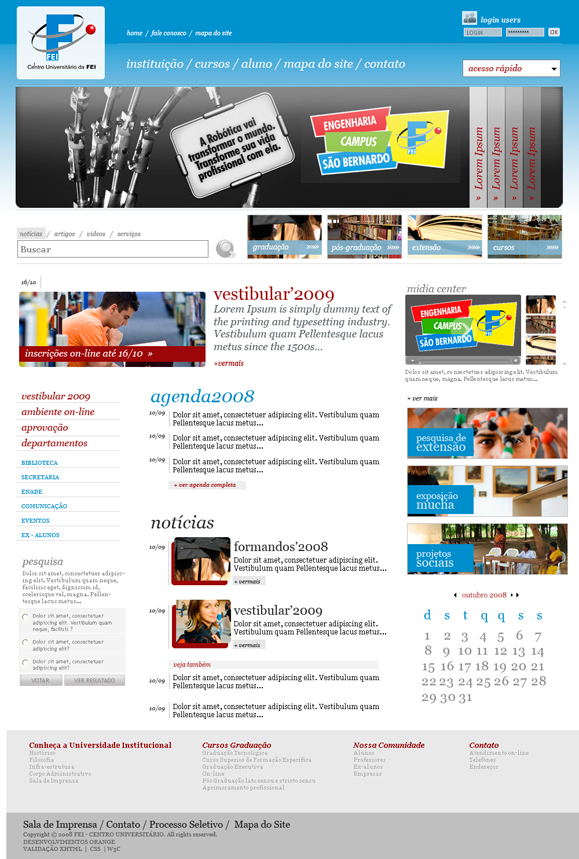 FEI
Centro Universitário da FEI
home / fale conosco / mapa do site
login users
LOGIN
OK
instituição / cursos / aluno / mapa do site / contato
acesso rápido
A Robótica vai
transformar o mundo.
Transforme sua vida
profissional com ela.
ENGENHARIA
CAMPUS
SÃO BERNARDO
FEI
» Lorem Ipsum
» Lorem Ipsum
» Lorem Ipsum
» Lorem Ipsum
notícias / artigos / videos / serviços
Buscar
graduação »»»
pós-graduação »»»
extensão »»»
cursos »»»
16/10
inscrições on-line até 16/10 »
vestibular'2009
Lorem Ipsum is simply dummy text of
the printing and typesetting industry.
Vestibulum quam Pellentesque lacus
metus since the 1500s...
+vermais
midia center
ENGENHARIA
CAMPUS
SÃO BERNARDO
FEI
Dolor sit amet, co nsectetuer adipiscing elit. Vestibulum
quam neque, magna. Pellentesque lacus metus...
+ ver mais
vestibular 2009
ambiente on-line
aprovação
departamentos
BIBLIOTECA
SECRETARIA
ENADE
COMUNICAÇÃO
EVENTOS
EX - ALUNOS
agenda2008
10/09 Dolor sit amet, consectetuer adipiscing elit. Vestibulum quam
Pellentesque lacus metus...
10/09 Dolor sit amet, consectetuer adipiscing elit. Vestibulum quam
Pellentesque lacus metus...
10/09 Dolor sit amet, consectetuer adipiscing elit. Vestibulum quam
Pellentesque lacus metus...
+ ver agenda completa
pesquisa de
extensão
exposição
mucha
projetos
sociais
notícias
10/09
formandos'2008
Dolor sit amet, consectetuer adipiscing elit.
Vestibulum quam Pellentesque lacus metus...
+ vermais
10/09
vestibular'2009
Dolor sit amet, consectetuer adipiscing elit.
Vestibulum quam Pellentesque lacus metus...
+ vermais
veja também
10/09 Dolor sit amet, consectetuer adipiscing elit. Vestibulum quam
Pellentesque lacus metus...
10/09 Dolor sit amet, consectetuer adipiscing elit. Vestibulum quam
Pellentesque lacus metus...
pesquisa
Dolor sit amet, consectetuer adipisc-
ing elit. Vestibulum quam neque,
facilisis eget, dignissim id,
scelerisque vel, magna. Pellen-
tesque lacus metus...
Dolor sit amet, consectetuer
adipiscing elit. Vestibulum quam
neque, facilitis ?
Dolor sit amet, consectetuer
adipiscing elit?
Dolor sit amet, consectetuer
adipiscing elit?
VOTAR
VER RESULTADO
outubro 2008
d s t q q s s
1 2 3 4 5 6 7
8 9 10 11 12 13 14
15 16 17 18 19 20 21
22 23 24 25 26 27 28
29 30 31
Conheça a Universidade Institucional
Histórico
Filosofia
Infra-estrutura
Corpo Administrativo
Sala de Imprensa
Cursos Graduação
Graduação Tecnológica
Curso Superior de Formação Específica
Graduação Executiva
On-line
Pós Graduação lato sensu e stricto sensu
Aprimoramento profissional
Nossa Comunidade
Alunos
Professores
Ex-alunos
Empresas
Contato
Atendimento on-line
Telefones
Endereços
Sala de Imprensa / Contato / Processo Seletivo / Mapa do Site
Copyright © 2008 FEI - CENTRO UNIVERSITÁRIO. All rights reserved.
DESENVOLVIMENTOS ORANGE
VALIDAÇÃO XHTML | CSS | W3C